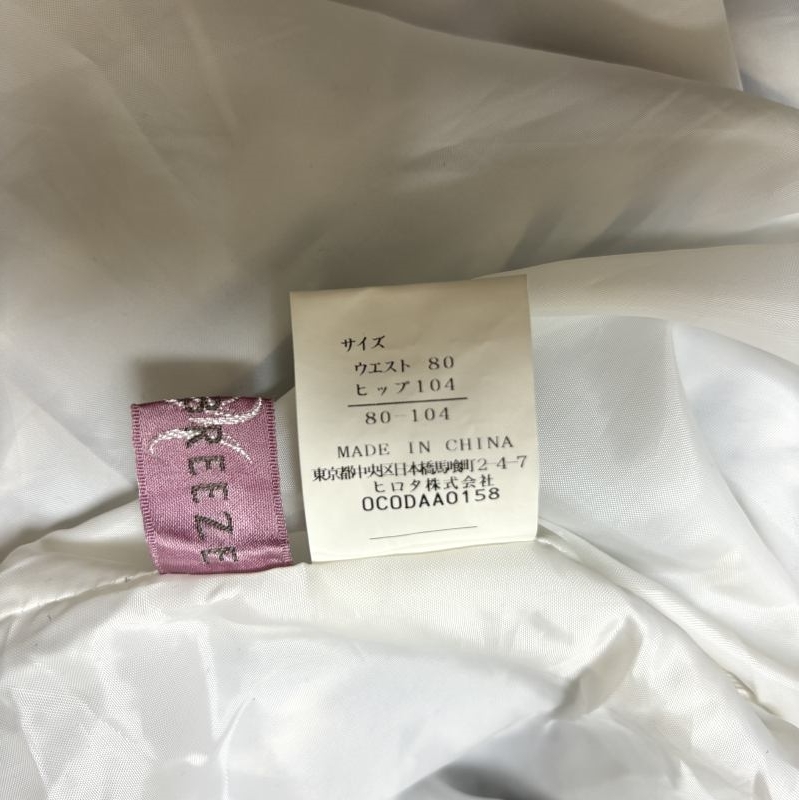 BREEZE
サイズ
ウエスト 80
ヒップ104
80-104
MADE IN CHINA
東京都中央区日本橋馬喰町2-4-7
ヒロタ株式会社
0C0DAA0158